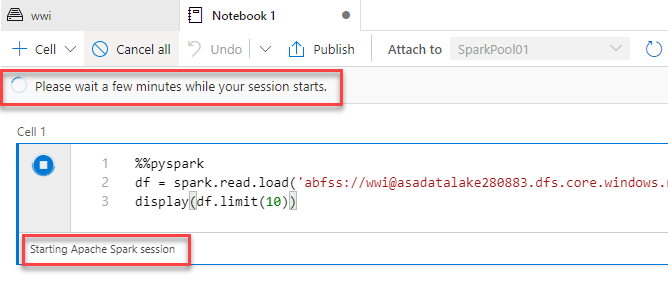 wwi
Notebook 1
+ Cell
Cancel all
Undo
Publish
Attach to
SparkPool01
Please wait a few minutes while your session starts.
Cell 1
1 %%pyspark
2 df = spark.read.load('abfss://wwi@asadatalake280883.dfs.core.windows.
3 display(df.limit(10))
Starting Apache Spark session